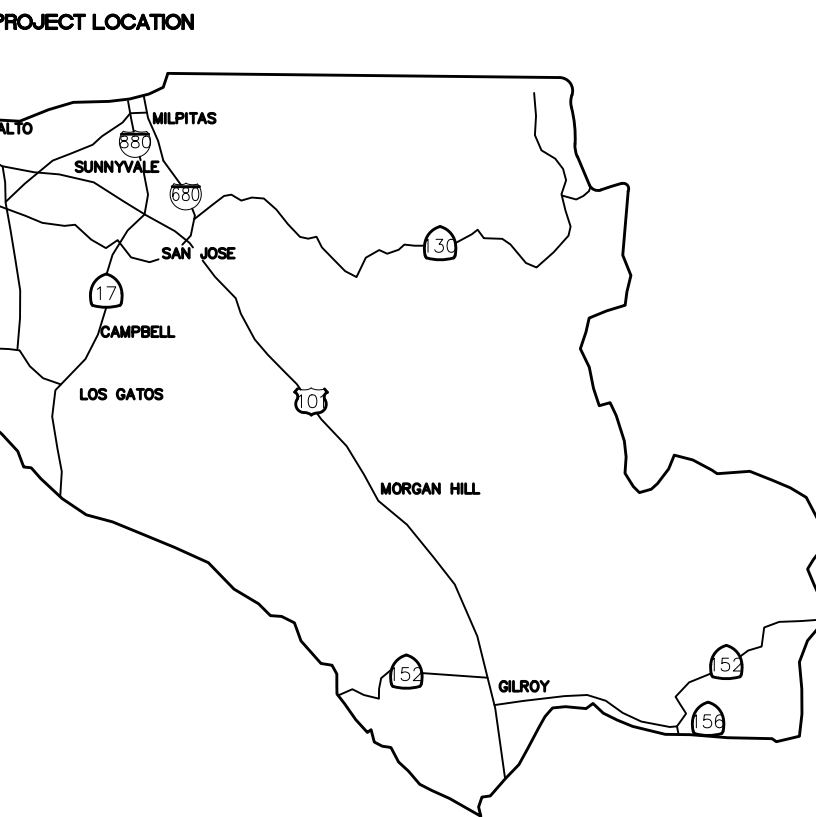 PROJECT LOCATION
MILPITAS
ALTO
880
SUNNYVALE
680
130
SAN JOSE
17
CAMPBELL
LOS GATOS
101
MORGAN HILL
152
152
GILROY
156